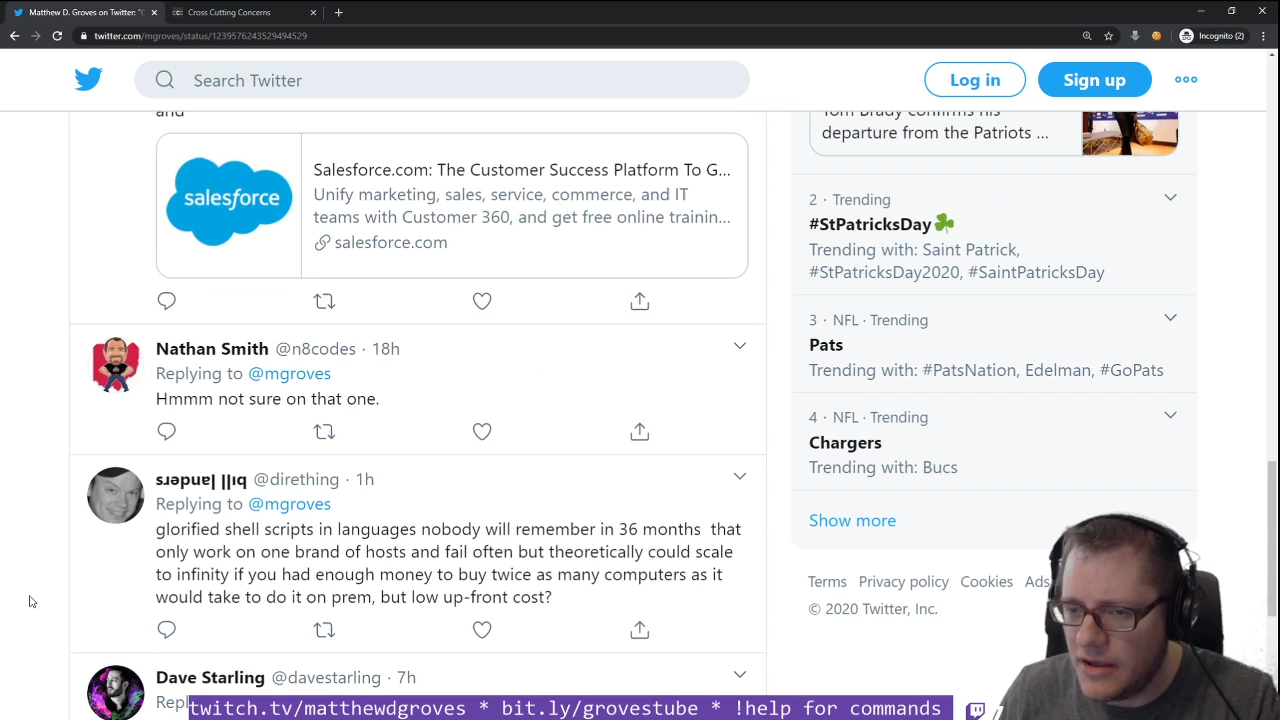 Matthew D. Groves on Twitter: "
Cross Cutting Concerns
twitter.com/mgroves/status/1239576243529494529
Incognito (2)
Search Twitter
Log in
Sign up
and
salesforce
Salesforce.com: The Customer Success Platform To G...
Unify marketing, sales, service, commerce, and IT
teams with Customer 360, and get free online trainin...
salesforce.com
Nathan Smith @n8codes · 18h
Replying to @mgroves
Hmmm not sure on that one.
sɹǝpuɐꞁ ꞁꞁıq @dirething · 1h
Replying to @mgroves
glorified shell scripts in languages nobody will remember in 36 months that
only work on one brand of hosts and fail often but theoretically could scale
to infinity if you had enough money to buy twice as many computers as it
would take to do it on prem, but low up-front cost?
Dave Starling @davestarling · 7h
Repl
Tom Brady confirms his
departure from the Patriots ...
2 · Trending
#StPatricksDay☘️
Trending with: Saint Patrick,
#StPatricksDay2020, #SaintPatricksDay
3 · NFL · Trending
Pats
Trending with: #PatsNation, Edelman, #GoPats
4 · NFL · Trending
Chargers
Trending with: Bucs
Show more
Terms Privacy policy Cookies Ads
© 2020 Twitter, Inc.
twitch.tv/matthewdgroves * bit.ly/grovestube * !help for commands